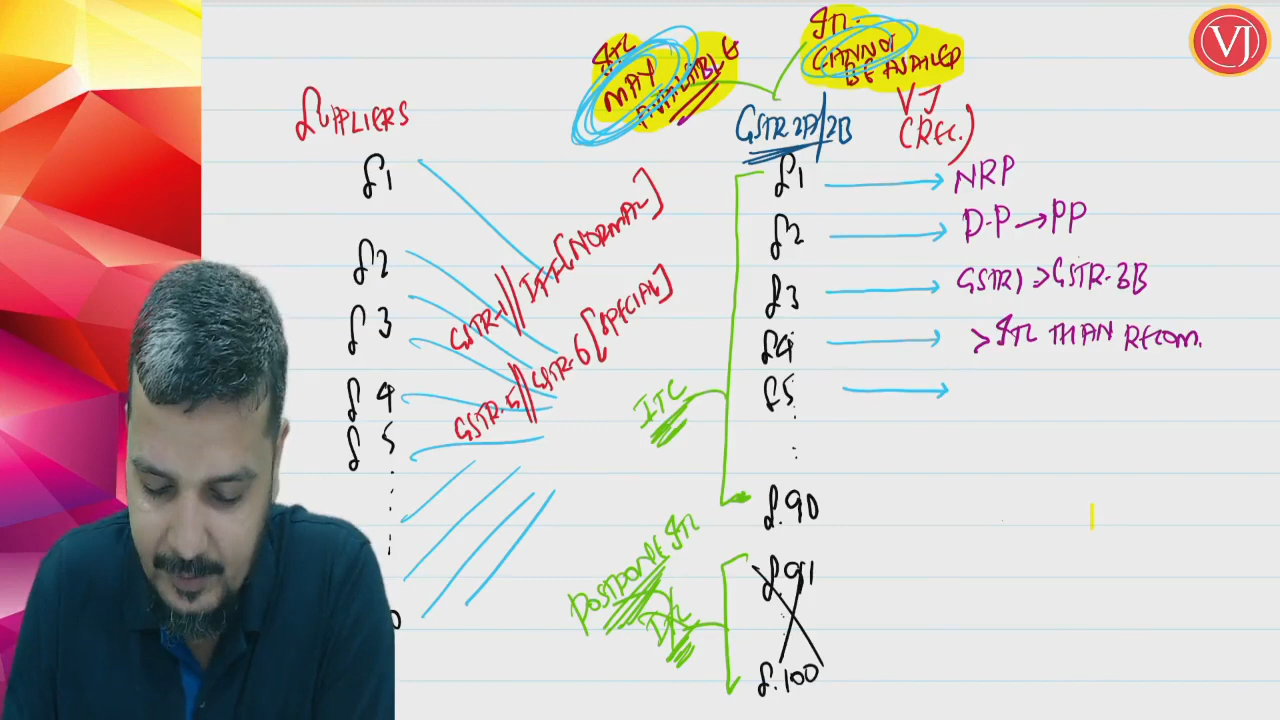 VJ
ITC
MAY
AVAILABLE
ITC
CANNOT
BE AVAILED
SUPPLIERS
GSTR 2A/2B
VJ
(REC.)
S1
S2
S3
S4
S5
GSTR-1 // IFF [NORMAL]
GSTR-5 // GSTR-6 [SPECIAL]
ITC
POSTPONE ITC
S1
S2
S3
S4
S5
S.90
S.91
S.100
NRP
D.P → PP
GSTR1 > GSTR-3B
> ITC THAN RECOM.